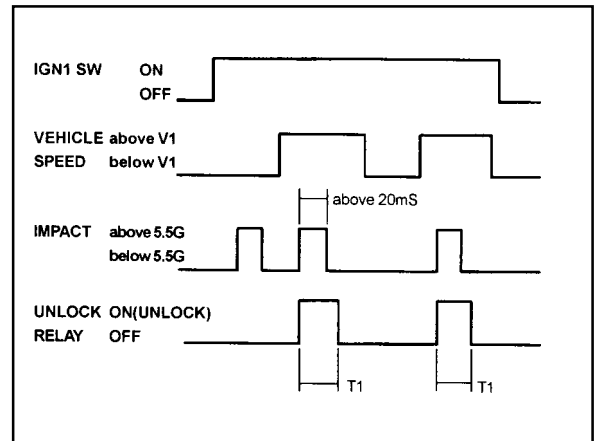 IGN1 SW ON
OFF
VEHICLE above V1
SPEED below V1
above 20mS
IMPACT above 5.5G
below 5.5G
UNLOCK ON(UNLOCK)
RELAY OFF
T1 T1